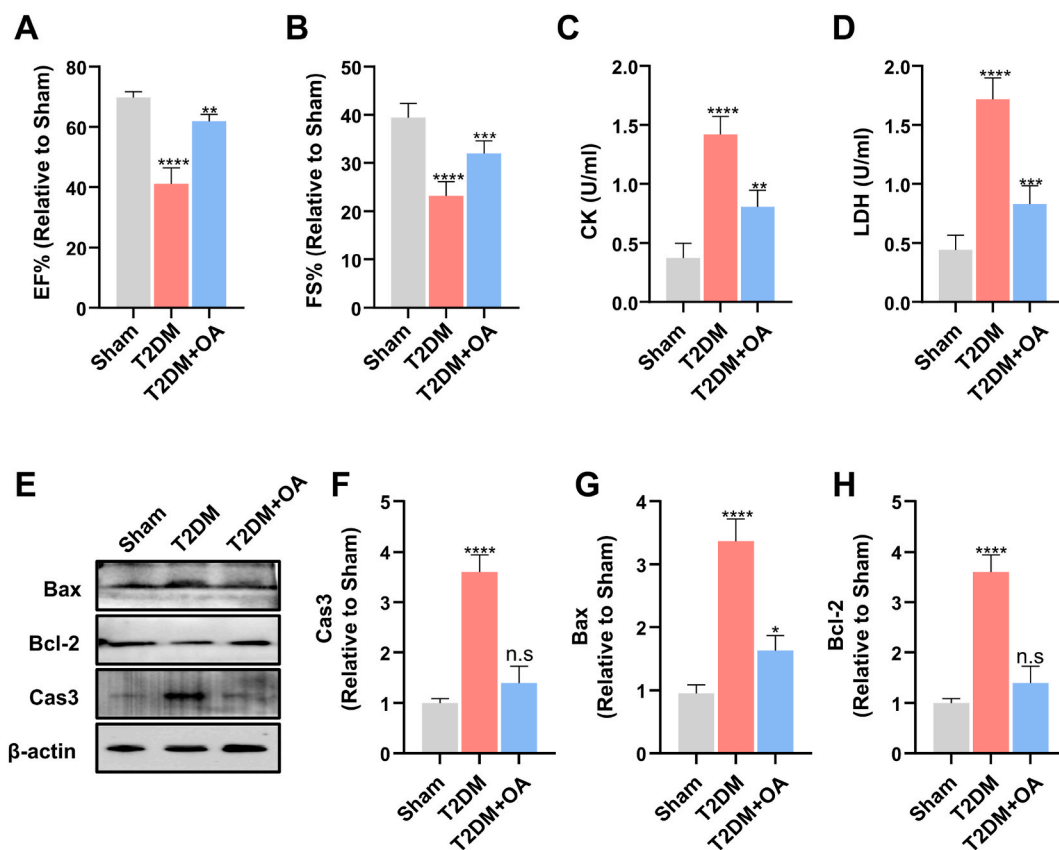 A
EF% (Relative to Sham)
80
60
40
20
0
****
**
Sham
T2DM
T2DM+OA
B
FS% (Relative to Sham)
50
40
30
20
10
0
****
***
Sham
T2DM
T2DM+OA
C
CK (U/ml)
2.0
1.5
1.0
0.5
0.0
****
**
Sham
T2DM
T2DM+OA
D
LDH (U/ml)
2.0
1.5
1.0
0.5
0.0
****
***
Sham
T2DM
T2DM+OA
E
Sham
T2DM
T2DM+OA
Bax
Bcl-2
Cas3
β-actin
F
Cas3
(Relative to Sham)
5
4
3
2
1
0
****
n.s
Sham
T2DM
T2DM+OA
G
Bax
(Relative to Sham)
4
3
2
1
0
****
*
Sham
T2DM
T2DM+OA
H
Bcl-2
(Relative to Sham)
5
4
3
2
1
0
****
n.s
Sham
T2DM
T2DM+OA